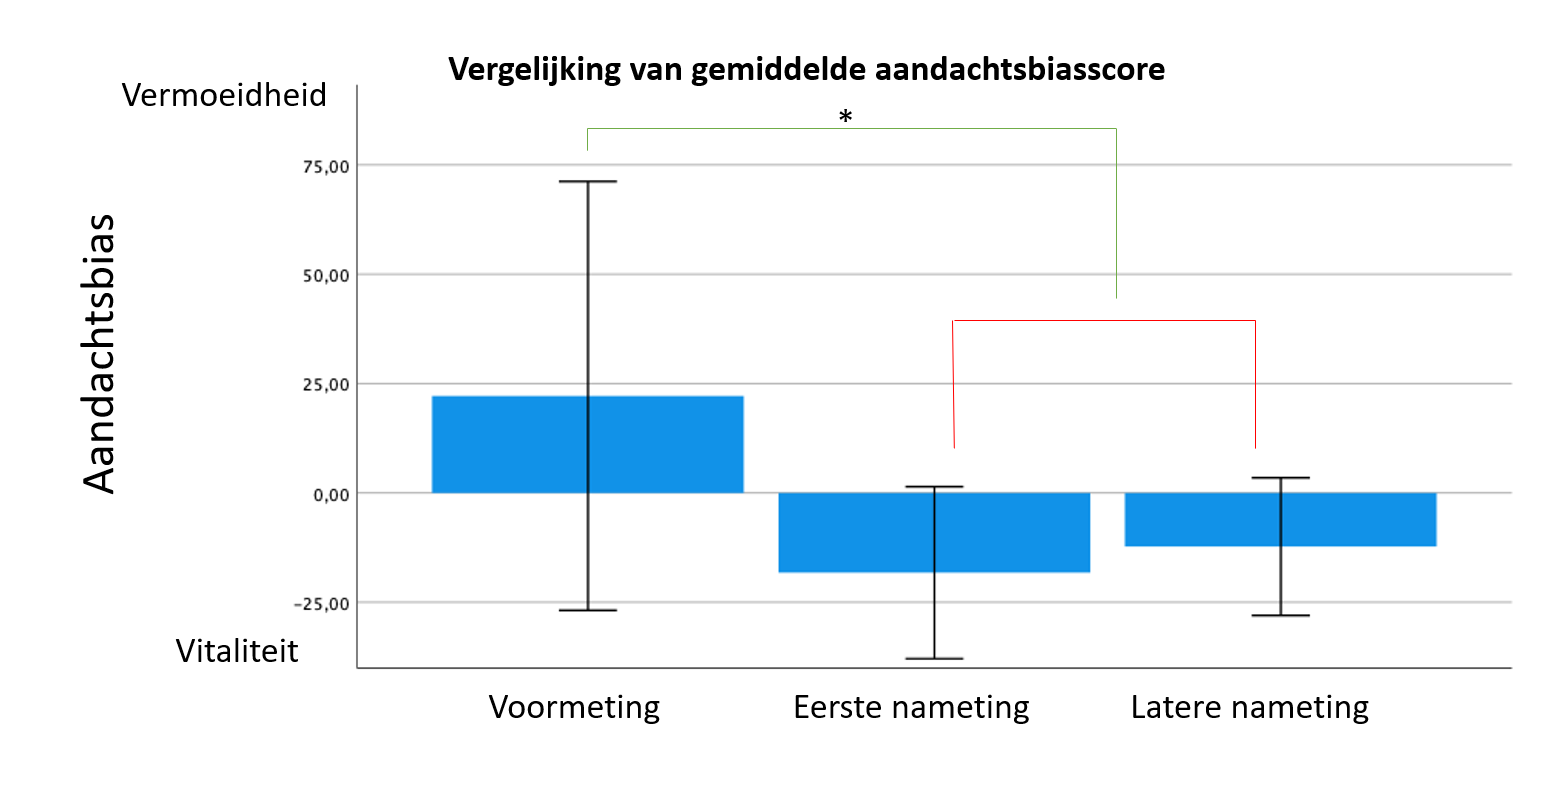 Vergelijking van gemiddelde aandachtsbiasscore
Vermoeidheid
*
75,00
50,00
25,00
0,00
-25,00
Aandachtsbias
Vitaliteit
Voormeting
Eerste nameting
Latere nameting